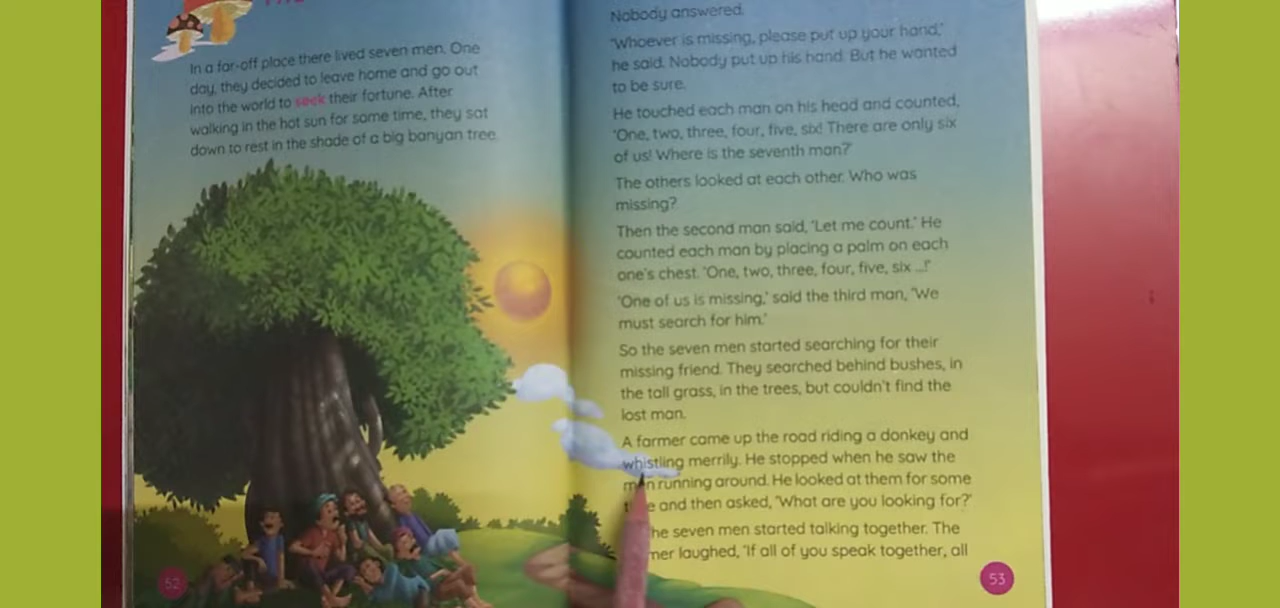 In a far-off place there lived seven men. One
day, they decided to leave home and go out
into the world to seek their fortune. After
walking in the hot sun for some time, they sat
down to rest in the shade of a big banyan tree.
52
Nobody answered.
'Whoever is missing, please put up your hand,'
he said. Nobody put up his hand. But he wanted
to be sure.
He touched each man on his head and counted,
'One, two, three, four, five, six! There are only six
of us! Where is the seventh man?'
The others looked at each other. Who was
missing?
Then the second man said, 'Let me count.' He
counted each man by placing a palm on each
one's chest. 'One, two, three, four, five, six ...!'
'One of us is missing,' said the third man, 'We
must search for him.'
So the seven men started searching for their
missing friend. They searched behind bushes, in
the tall grass, in the trees, but couldn't find the
lost man.
A farmer came up the road riding a donkey and
whistling merrily. He stopped when he saw the
men running around. He looked at them for some
and then asked, 'What are you looking for?'
seven men started talking together. The
laughed, 'If all of you speak together, all
53